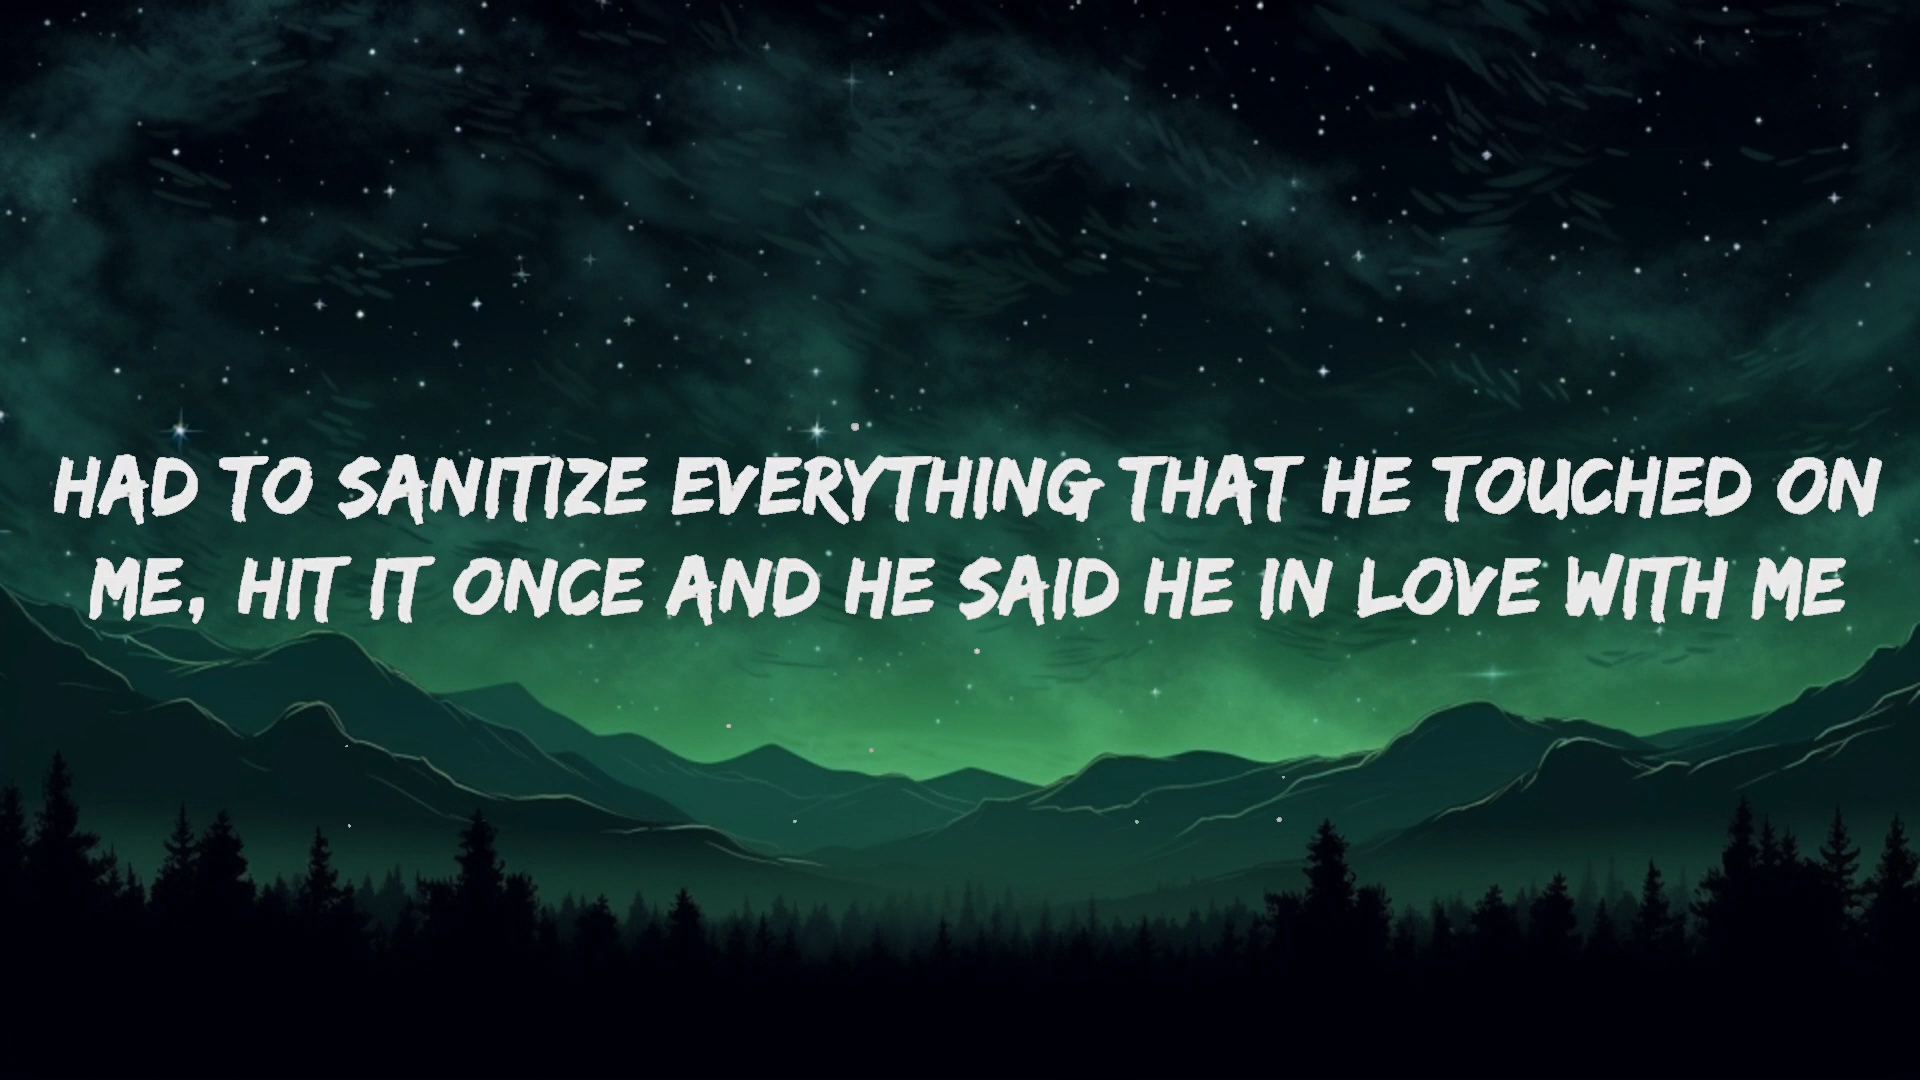 HAD TO SANITIZE EVERYTHING THAT HE TOUCHED ON
ME, HIT IT ONCE AND HE SAID HE IN LOVE WITH ME